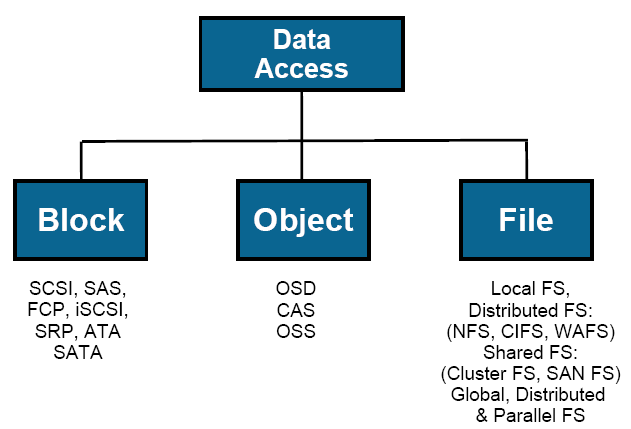 Data
Access
Block
Object
File
SCSI, SAS,
FCP, iSCSI,
SRP, ATA
SATA
OSD
CAS
OSS
Local FS,
Distributed FS:
(NFS, CIFS, WAFS)
Shared FS:
(Cluster FS, SAN FS)
Global, Distributed
& Parallel FS